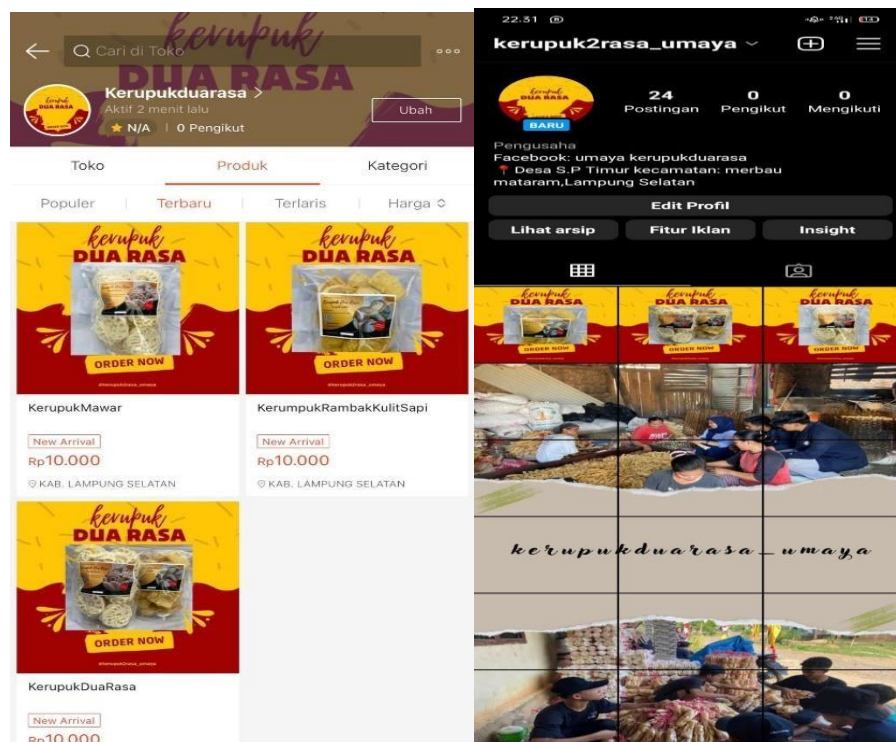 kerupuk
DUA RASA
Cari di Toko
Kerupukduarasa >
Aktif 2 menit lalu
N/A | 0 Pengikut
Ubah
Toko
Produk
Kategori
Populer
Terbaru
Terlaris
Harga
kerupuk
DUA RASA
ORDER NOW
KerupukMawar
New Arrival
Rp10.000
KAB. LAMPUNG SELATAN
kerupuk
DUA RASA
ORDER NOW
KerumpukRambakKulitSapi
New Arrival
Rp10.000
KAB. LAMPUNG SELATAN
kerupuk
DUA RASA
ORDER NOW
KerupukDuaRasa
New Arrival
Rp10.000
22.31
kerupuk2rasa_umaya
kerupuk
DUA RASA
BARU
24
Postingan
0
Pengikut
0
Mengikuti
Pengusaha
Facebook: umaya kerupukduarasa
Desa S.P Timur kecamatan: merbau
mataram,Lampung Selatan
Edit Profil
Lihat arsip
Fitur Iklan
Insight
kerupuk
DUA RASA
ORDER NOW
kerupuk
DUA RASA
ORDER NOW
kerupuk
DUA RASA
ORDER NOW
kerupukduarasa_umaya